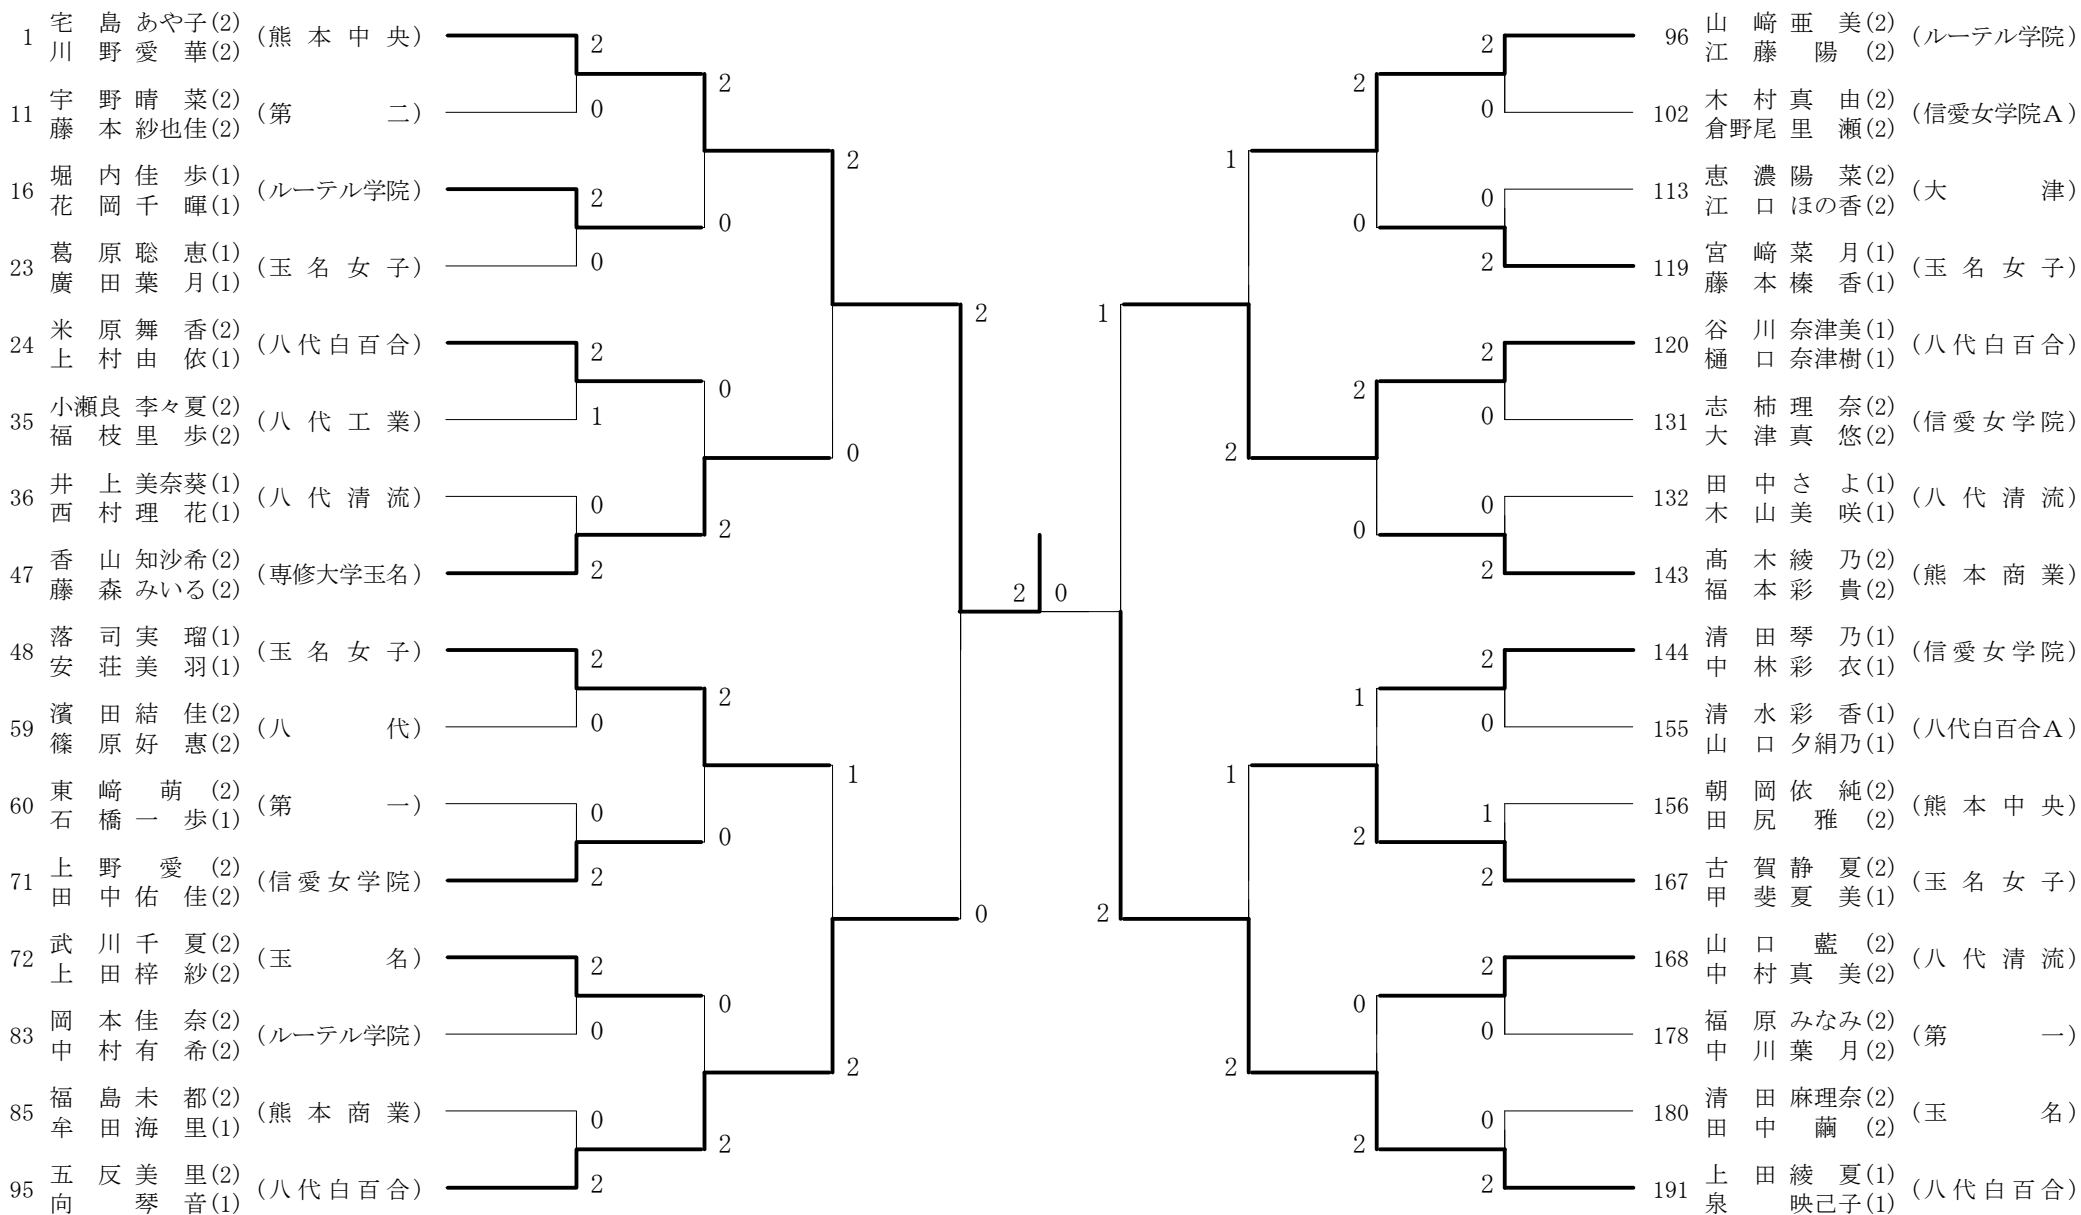 1 宅 島 あや子(2) (熊 本 中 央)
川 野 愛 華(2)
2
0
2
11 宇 野 晴 菜(2) (第 二)
藤 本 紗也佳(2)
2
16 堀 内 佳 歩(1) (ルーテル学院)
花 岡 千 暉(1)
2
0
0
23 葛 原 聡 恵(1) (玉 名 女 子)
廣 田 葉 月(1)
2
24 米 原 舞 香(2) (八代白百合)
上 村 由 依(1)
2
1
0
35 小瀬良 李々夏(2) (八 代 工 業)
福 枝 里 歩(2)
0
36 井 上 美奈葵(1) (八 代 清 流)
西 村 理 花(1)
0
2
2
47 香 山 知沙希(2) (専修大学玉名)
藤 森 みいる(2)
2 0
48 落 司 実 瑠(1) (玉 名 女 子)
安 荘 美 羽(1)
2
0
2
59 濱 田 結 佳(2) (八 代)
篠 原 好 惠(2)
1
60 東 﨑 萌 (2) (第 一)
石 橋 一 歩(1)
0
2
0
71 上 野 愛 (2) (信愛女学院)
田 中 佑 佳(2)
0
72 武 川 千 夏(2) (玉 名)
上 田 梓 紗(2)
2
0
0
83 岡 本 佳 奈(2) (ルーテル学院)
中 村 有 希(2)
2
85 福 島 未 都(2) (熊 本 商 業)
牟 田 海 里(1)
0
2
2
95 五 反 美 里(2) (八代白百合)
向 琴 音(1)
96 山 﨑 亜 美(2) (ルーテル学院)
江 藤 陽 (2)
2
0
2
102 木 村 真 由(2) (信愛女学院A)
倉野尾 里 瀬(2)
1
113 恵 濃 陽 菜(2) (大 津)
江 口 ほの香(2)
0
2
0
119 宮 﨑 菜 月(1) (玉 名 女 子)
藤 本 榛 香(1)
1
120 谷 川 奈津美(1) (八代白百合)
樋 口 奈津樹(1)
2
0
2
131 志 柿 理 奈(2) (信愛女学院)
大 津 真 悠(2)
2
132 田 中 さ よ(1) (八 代 清 流)
木 山 美 咲(1)
0
2
0
143 髙 木 綾 乃(2) (熊 本 商 業)
福 本 彩 貴(2)
144 清 田 琴 乃(1) (信愛女学院)
中 林 彩 衣(1)
2
0
1
155 清 水 彩 香(1) (八代白百合A)
山 口 夕絹乃(1)
1
156 朝 岡 依 純(2) (熊 本 中 央)
田 尻 雅 (2)
1
2
2
167 古 賀 静 夏(2) (玉 名 女 子)
甲 斐 夏 美(1)
2
168 山 口 藍 (2) (八 代 清 流)
中 村 真 美(2)
2
0
0
178 福 原 みなみ(2) (第 一)
中 川 葉 月(2)
2
180 清 田 麻理奈(2) (玉 名)
田 中 繭 (2)
0
2
2
191 上 田 綾 夏(1) (八代白百合)
泉 映己子(1)